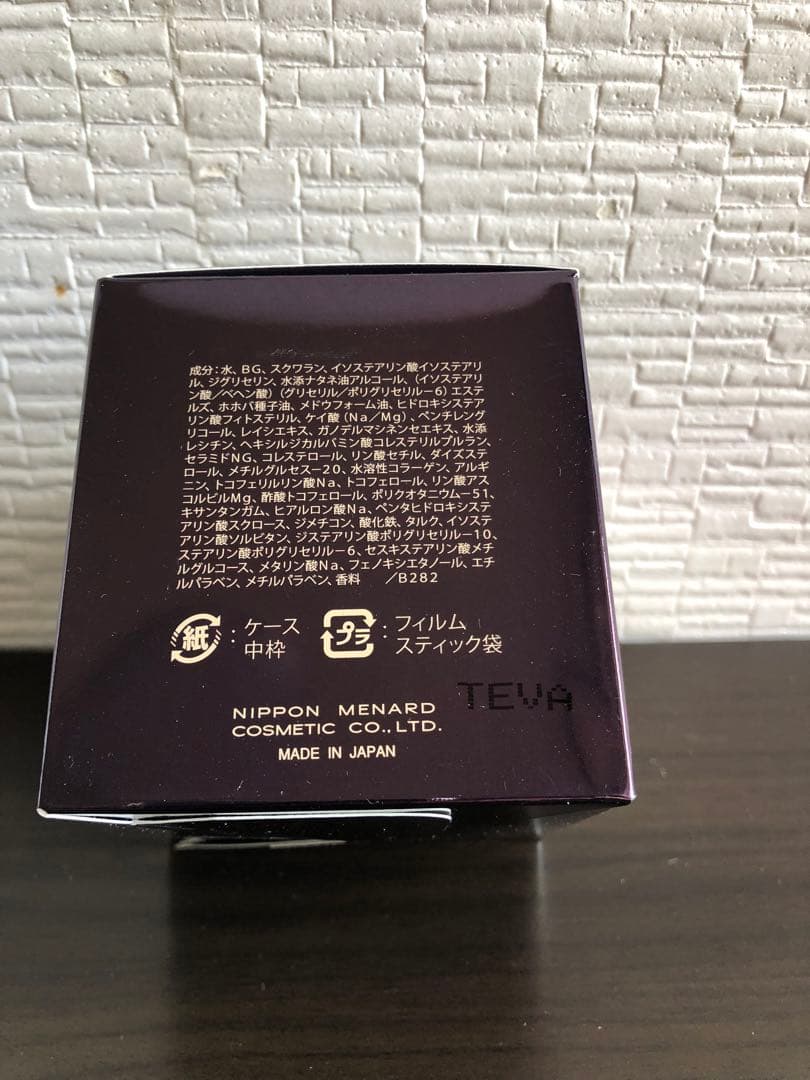 成分：水、BG、スクワラン、イソステアリン酸イソステアリ
ル、ジグリセリン、水添ナタネ油アルコール、（イソステアリ
ン酸／ベヘン酸）（グリセリル／ポリグリセリル－6）エステ
ルズ、ホホバ種子油、メドウフォーム油、ヒドロキシステア
リン酸フィトステリル、ケイ酸（Na／Mg）、ペンチレング
リコール、レイシエキス、ガノデルマシネンセエキス、水添
レシチン、ヘキシルジカルバミン酸コレステリルプルラン、
セラミドNG、コレステロール、リン酸セチル、ダイズステ
ロール、メチルグルセス－20、水溶性コラーゲン、アルギ
ニン、トコフェリルリン酸Na、トコフェロール、リン酸アス
コルビルMg、酢酸トコフェロール、ポリクオタニウム－51、
キサンタンガム、ヒアルロン酸Na、ペンタヒドロキシステ
アリン酸スクロース、ジメチコン、酸化鉄、タルク、イソステ
アリン酸ソルビタン、ジステアリン酸ポリグリセリル－10、
ステアリン酸ポリグリセリル－6、セスキステアリン酸メチ
ルグルコース、メタリン酸Na、フェノキシエタノール、エチ
ルパラベン、メチルパラベン、香料　／B282
紙：ケース
中枠
プラ：フィルム
スティック袋
TEVA
NIPPON MENARD
COSMETIC CO.,LTD.
MADE IN JAPAN